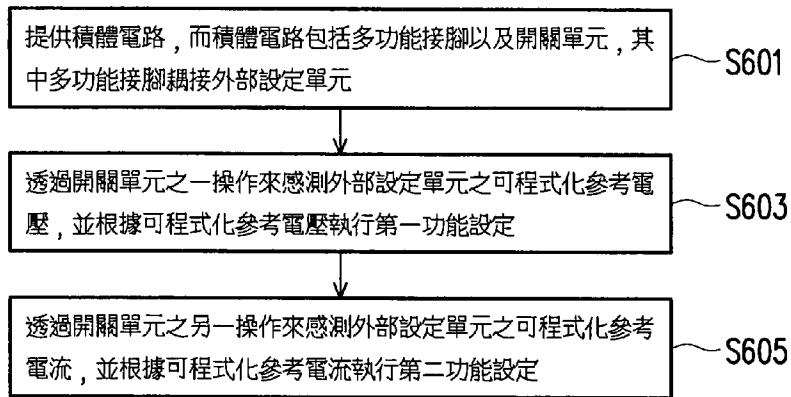 提供積體電路，而積體電路包括多功能接腳以及開關單元，其
中多功能接腳耦接外部設定單元
S601
透過開關單元之一操作來感測外部設定單元之可程式化參考電
壓，並根據可程式化參考電壓執行第一功能設定
S603
透過開關單元之另一操作來感測外部設定單元之可程式化參考
電流，並根據可程式化參考電流執行第二功能設定
S605